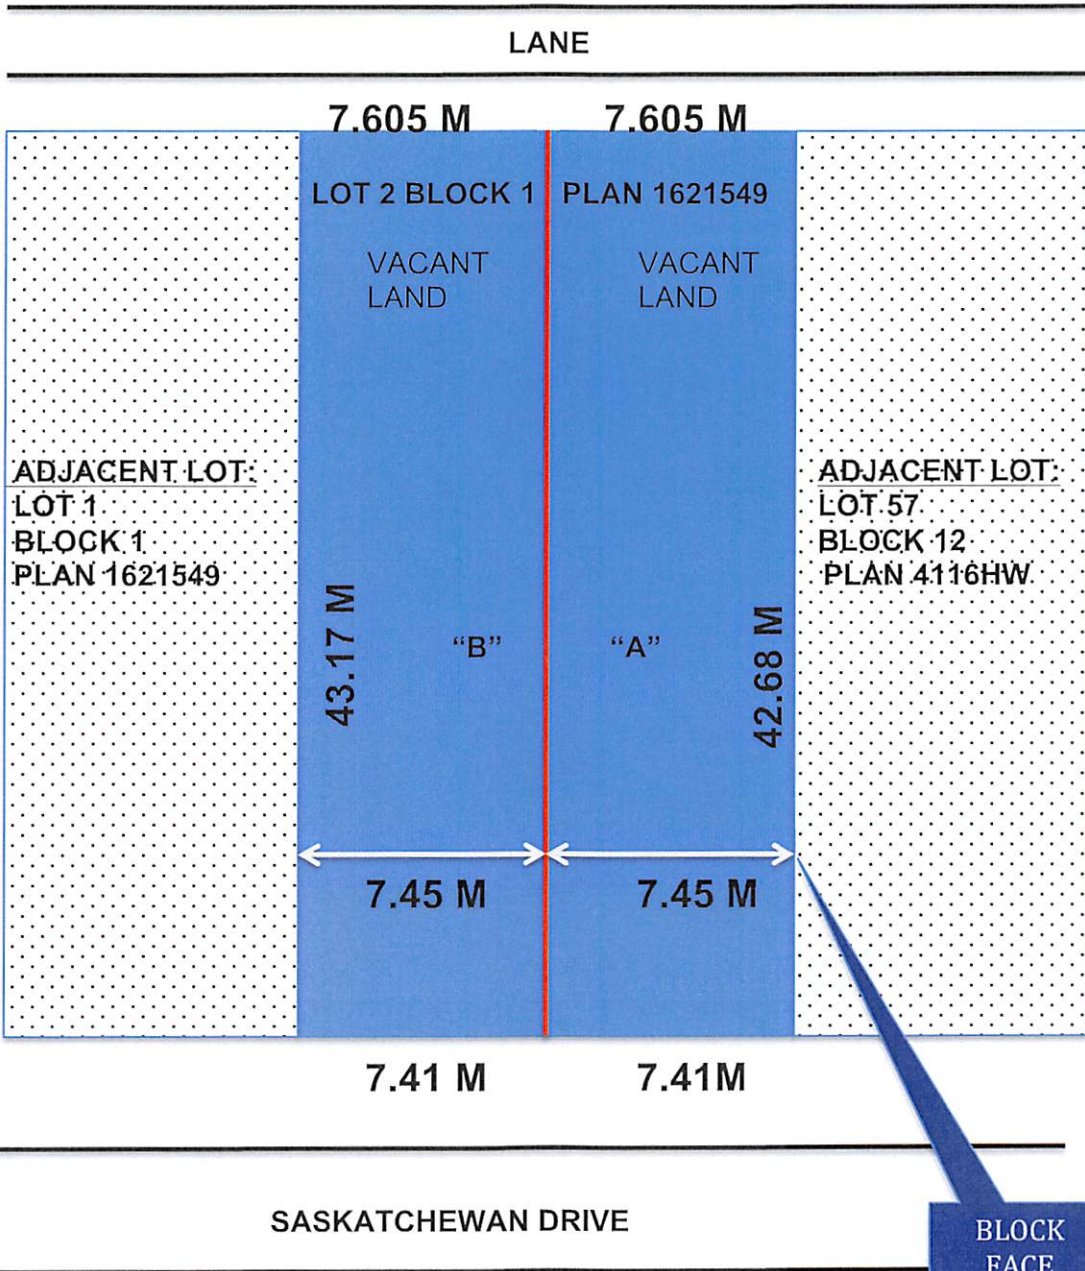 LANE
7.605 M 7.605 M
LOT 2 BLOCK 1 PLAN 1621549
VACANT
LAND
VACANT
LAND
ADJACENT LOT:
LOT 1
BLOCK 1
PLAN 1621549
ADJACENT LOT:
LOT 57
BLOCK 12
PLAN 4116HW
43.17 M
“B” “A”
42.68 M
7.45 M 7.45 M
7.41 M 7.41M
SASKATCHEWAN DRIVE
BLOCK
FACE